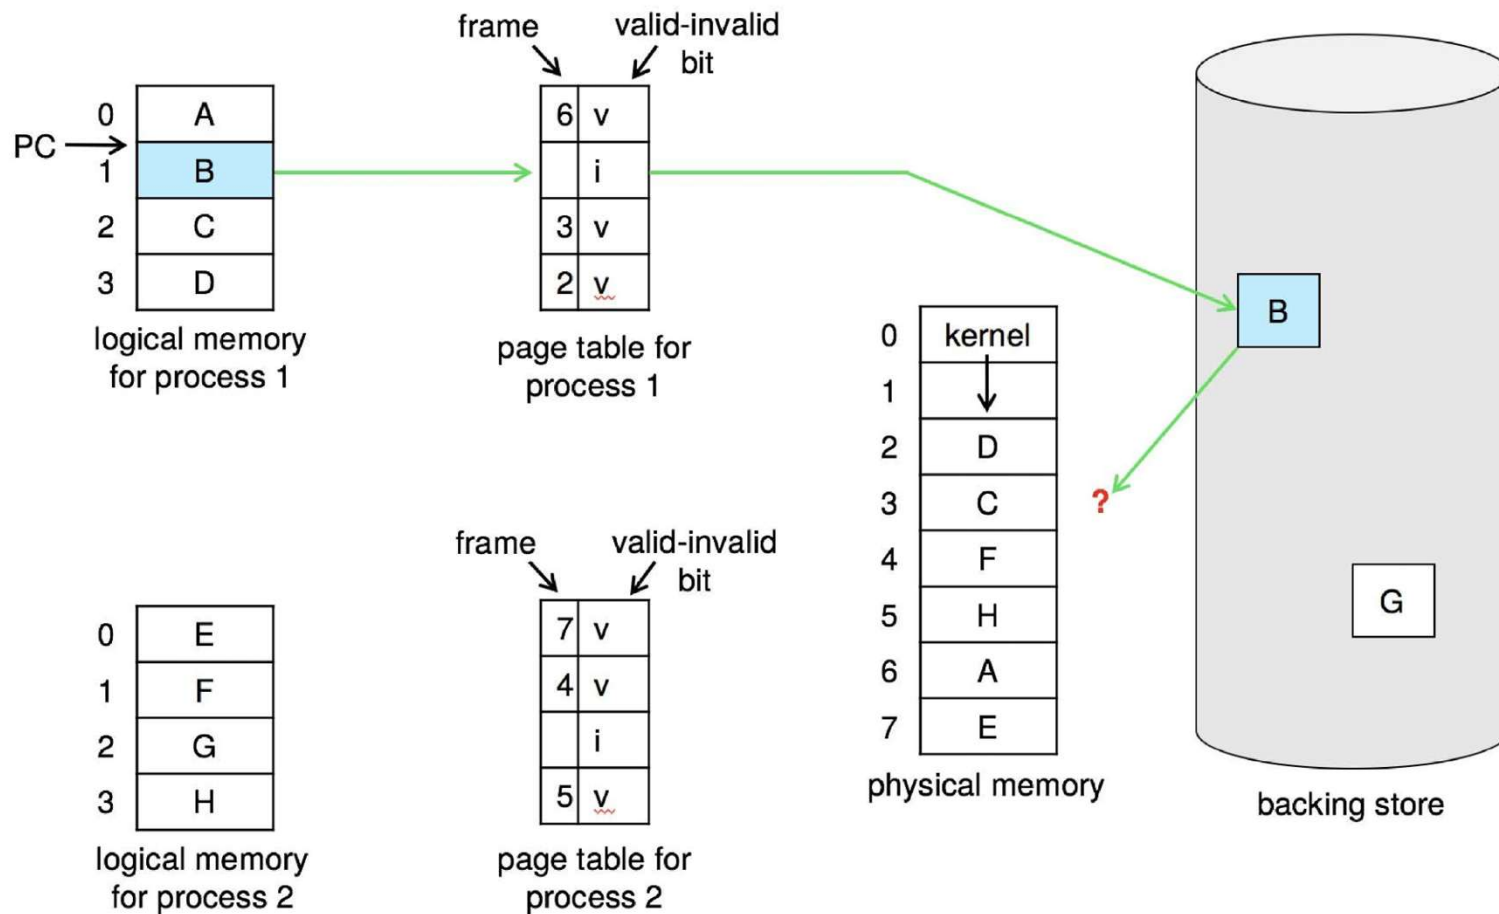 frame valid-invalid
bit
0 A 6 v
PC
1 B i
2 C 3 v
3 D 2 v
logical memory
for process 1
page table for
process 1
0 kernel
1
2 D
3 C
4 F
5 H
6 A
7 E
physical memory
?
B
G
backing store
frame valid-invalid
bit
0 E 7 v
1 F 4 v
2 G i
3 H 5 v
logical memory
for process 2
page table for
process 2